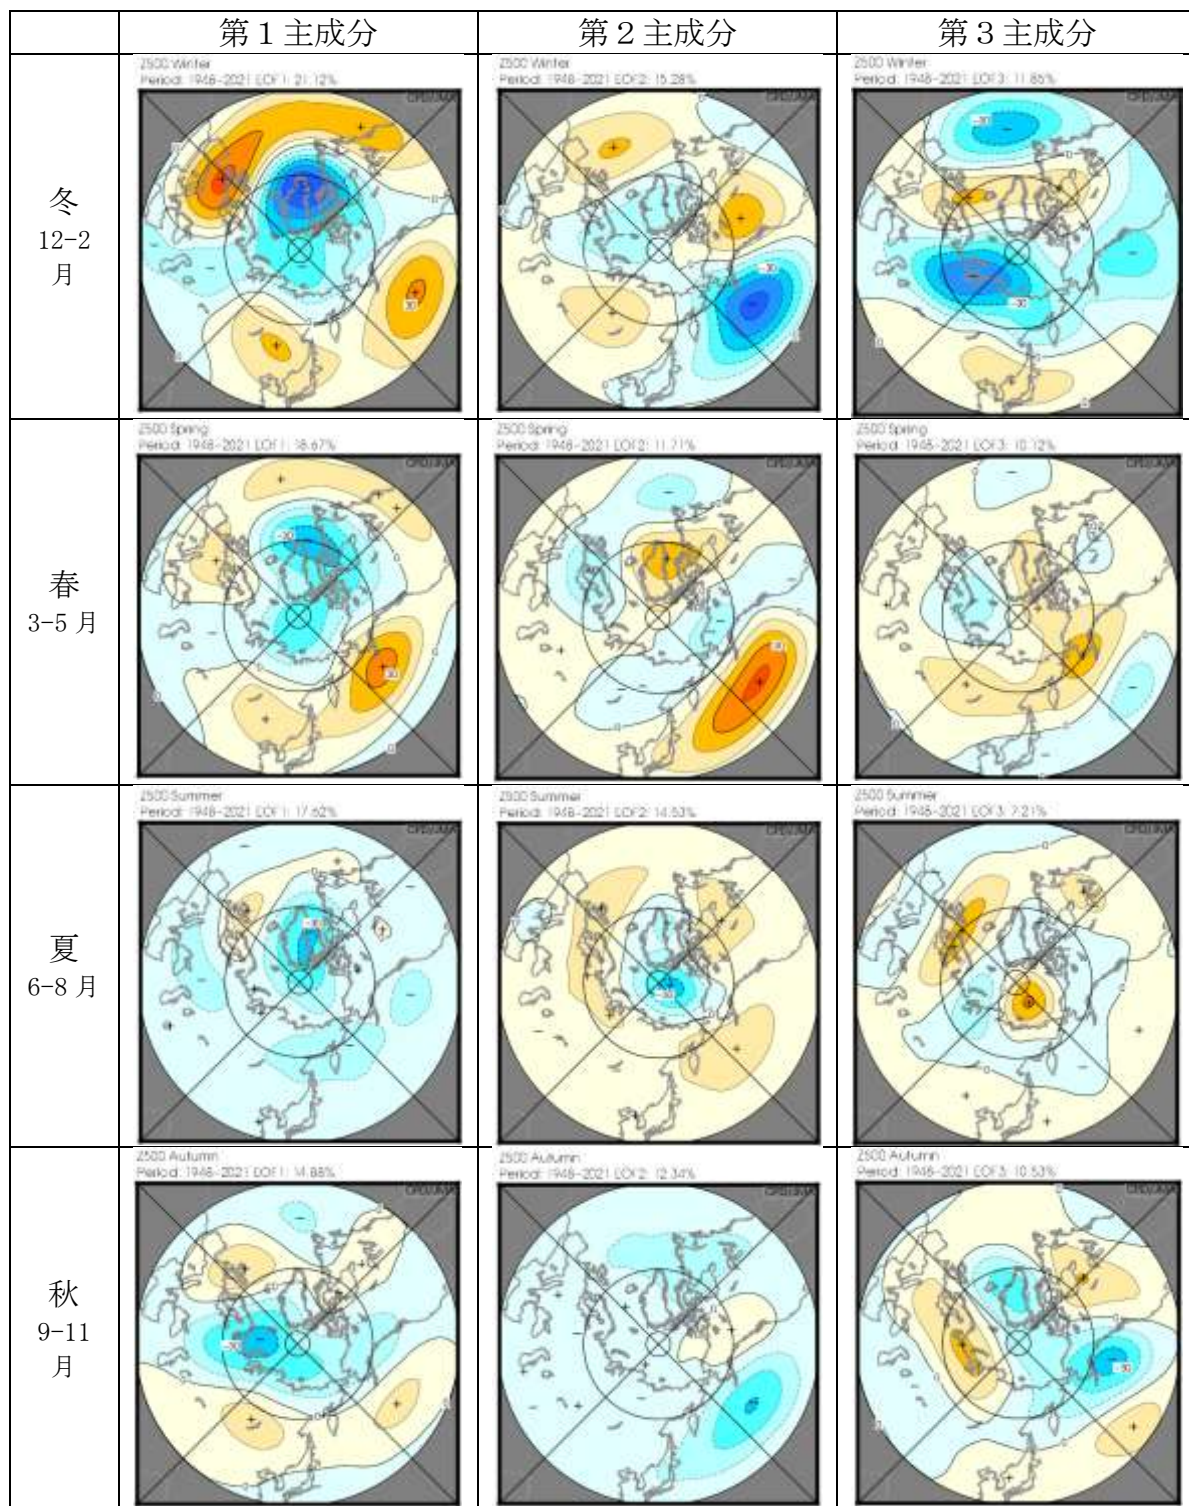 第1主成分 第2主成分 第3主成分
冬
12-2
月
Z500 Winter
Period: 1948-2021 EOF1: 21.12%
Z500 Winter
Period: 1948-2021 EOF2: 15.28%
Z500 Winter
Period: 1948-2021 EOF3: 11.85%
春
3-5 月
Z500 Spring
Period: 1948-2021 EOF1: 18.67%
Z500 Spring
Period: 1948-2021 EOF2: 11.71%
Z500 Spring
Period: 1948-2021 EOF3: 10.12%
夏
6-8 月
Z500 Summer
Period: 1948-2021 EOF1: 17.62%
Z500 Summer
Period: 1948-2021 EOF2: 14.53%
Z500 Summer
Period: 1948-2021 EOF3: 7.21%
秋
9-11
月
Z500 Autumn
Period: 1948-2021 EOF1: 14.88%
Z500 Autumn
Period: 1948-2021 EOF2: 12.34%
Z500 Autumn
Period: 1948-2021 EOF3: 10.53%